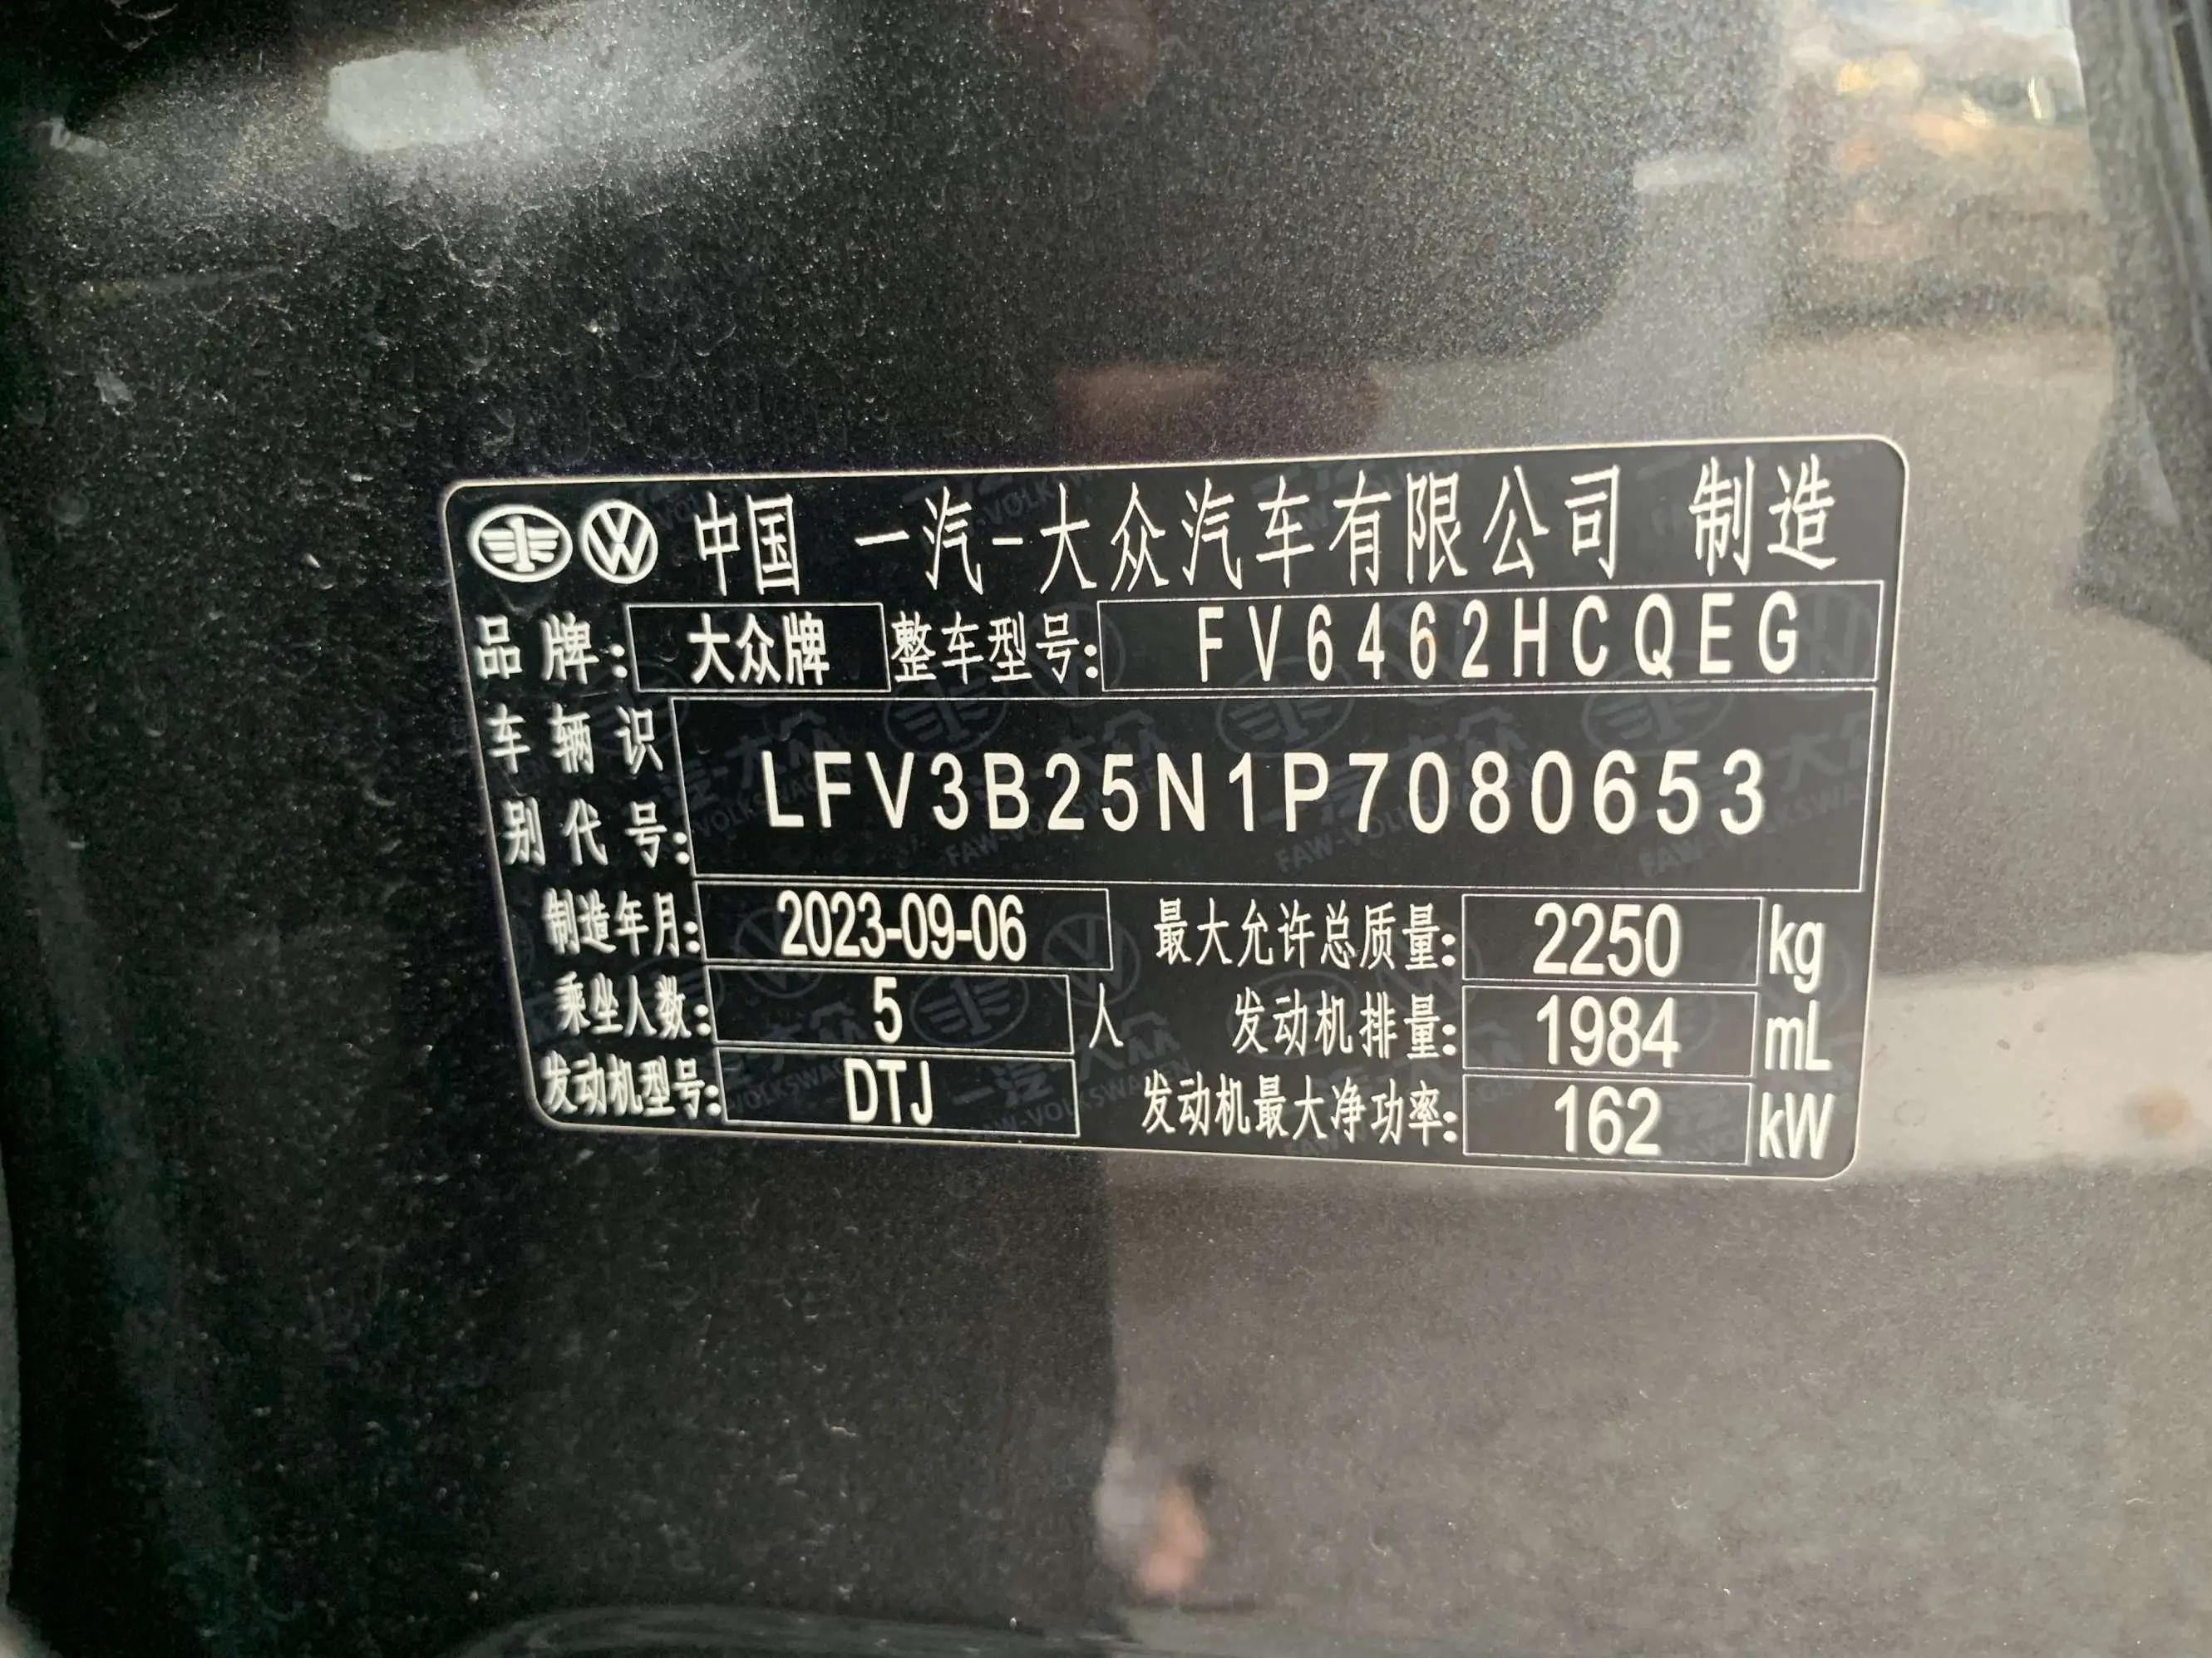 中国 一汽-大众汽车有限公司 制造
品牌: 大众牌 整车型号: FV6462HCQEG
车辆识别代号: LFV3B25N1P7080653
制造年月: 2023-09-06 最大允许总质量: 2250 kg
乘坐人数: 5 人 发动机排量: 1984 mL
发动机型号: DTJ 发动机最大净功率: 162 kW